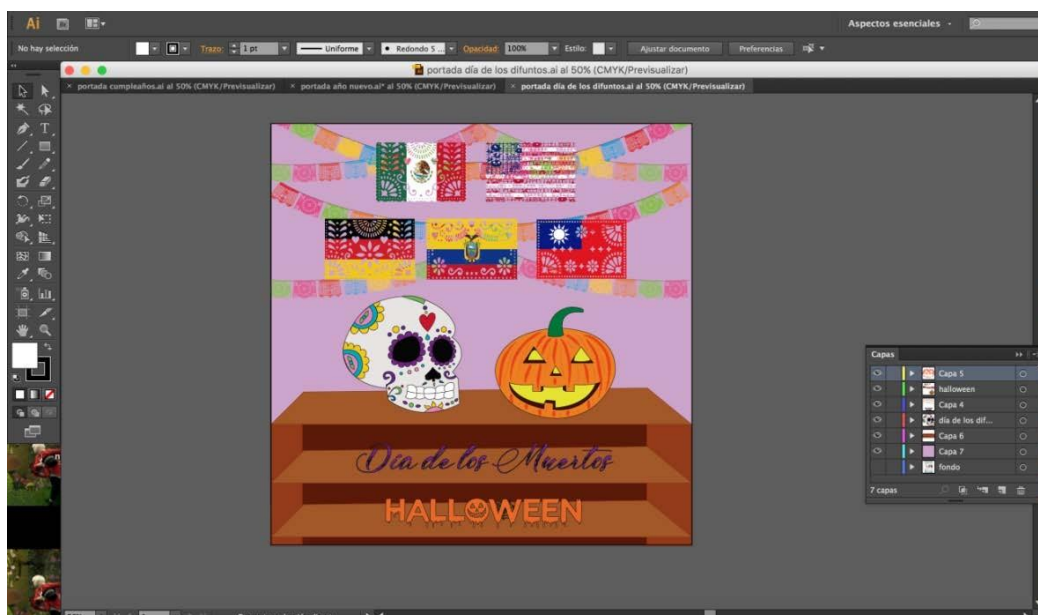 Ai Br Aspectos esenciales
No hay selección Trazo: 1 pt Uniforme Redondo 5 ... Opacidad: 100% Estilo: Ajustar documento Preferencias
portada día de los difuntos.ai al 50% (CMYK/Previsualizar)
× portada cumpleaños.ai al 50% (CMYK/Previsualizar) × portada año nuevo.ai* al 50% (CMYK/Previsualizar) × portada día de los difuntos.ai al 50% (CMYK/Previsualizar)
Día de los Muertos
HALLOWEEN
Capas
Capa 5
halloween
Capa 4
día de los dif...
Capa 6
Capa 7
fondo
7 capas